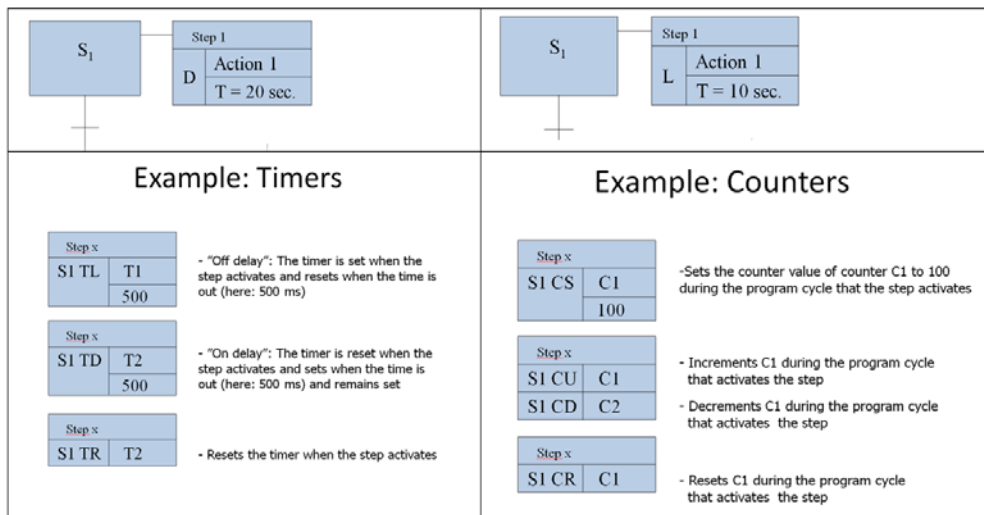 S1
Step 1
D
Action 1
T = 20 sec.
S1
Step 1
L
Action 1
T = 10 sec.
Example: Timers
Step x
S1 TL T1
500
- "Off delay": The timer is set when the
step activates and resets when the time is
out (here: 500 ms)
Step x
S1 TD T2
500
- "On delay": The timer is reset when the
step activates and sets when the time is
out (here: 500 ms) and remains set
Step x
S1 TR T2
- Resets the timer when the step activates
Example: Counters
Step x
S1 CS C1
100
-Sets the counter value of counter C1 to 100
during the program cycle that the step activates
Step x
S1 CU C1
S1 CD C2
- Increments C1 during the program cycle
that activates the step
- Decrements C1 during the program cycle
that activates the step
Step x
S1 CR C1
- Resets C1 during the program cycle
that activates the step